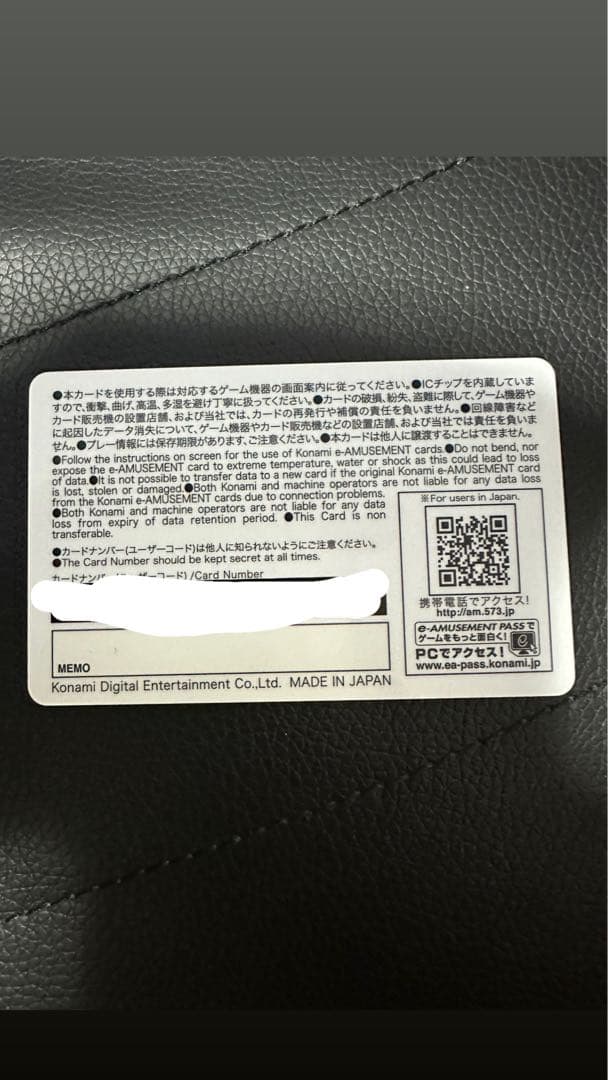 ●本カードを使用する際は対応するゲーム機器の画面案内に従ってください。●ICチップを内蔵していま
すので、衝撃、曲げ、高温、多湿を避け丁寧に扱ってください。●カードの破損、紛失、盗難に際して、ゲーム機器や
カード販売機の設置店舗、および当社では、カードの再発行や補償の責任を負いません。●回線障害など
に起因したデータ消失について、ゲーム機器やカード販売機などの設置店舗、および当社では責任を負いま
せん。●プレー情報には保存期限があります、ご注意ください。●本カードは他人に譲渡することはできません。
●Follow the instructions on screen for the use of Konami e-AMUSEMENT cards.●Do not bend, nor
expose the e-AMUSEMENT card to extreme temperature, water or shock as this could lead to loss
of data.●It is not possible to transfer data to a new card if the original Konami e-AMUSEMENT card
is lost, stolen or damaged.●Both Konami and machine operators are not liable for any data loss
from the Konami e-AMUSEMENT cards due to connection problems.
●Both Konami and machine operators are not liable for any data
loss from expiry of data retention period. ●This Card is non
transferable.
●カードナンバー(ユーザーコード)は他人に知られないようにご注意ください。
●The Card Number should be kept secret at all times.
カードナンバー(ユーザーコード)/Card Number
MEMO
Konami Digital Entertainment Co.,Ltd. MADE IN JAPAN
※For users in Japan.
携帯電話でアクセス!
http://am.573.jp
e-AMUSEMENT PASSで
ゲームをもっと面白く!
PCでアクセス!
www.ea-pass.konami.jp